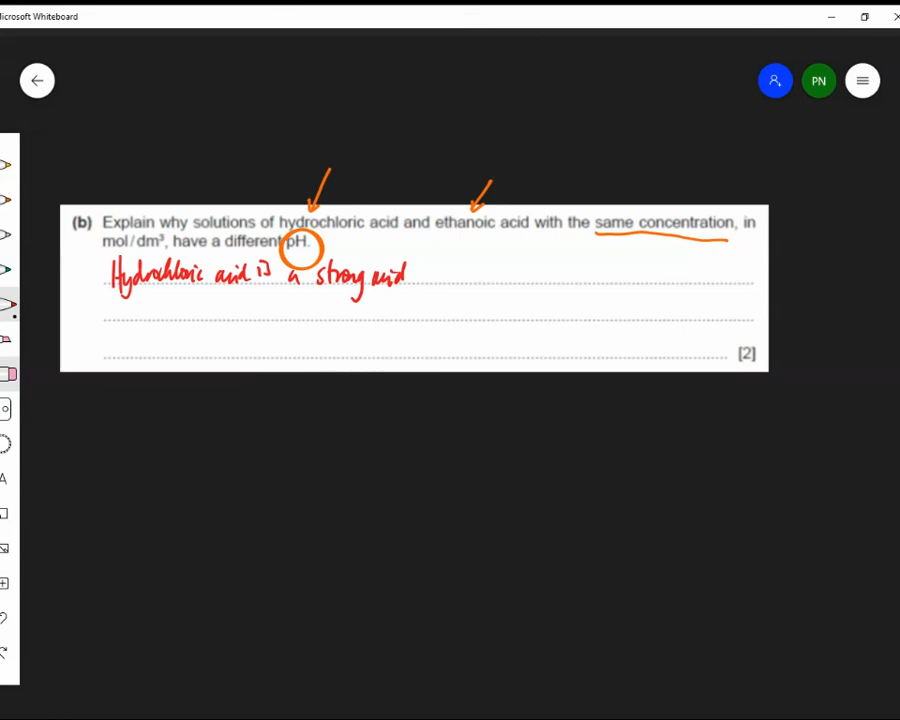 Microsoft Whiteboard
PN
(b) Explain why solutions of hydrochloric acid and ethanoic acid with the same concentration, in
mol/dm³, have a different pH.
Hydrochloric acid is a strong acid
[2]
A